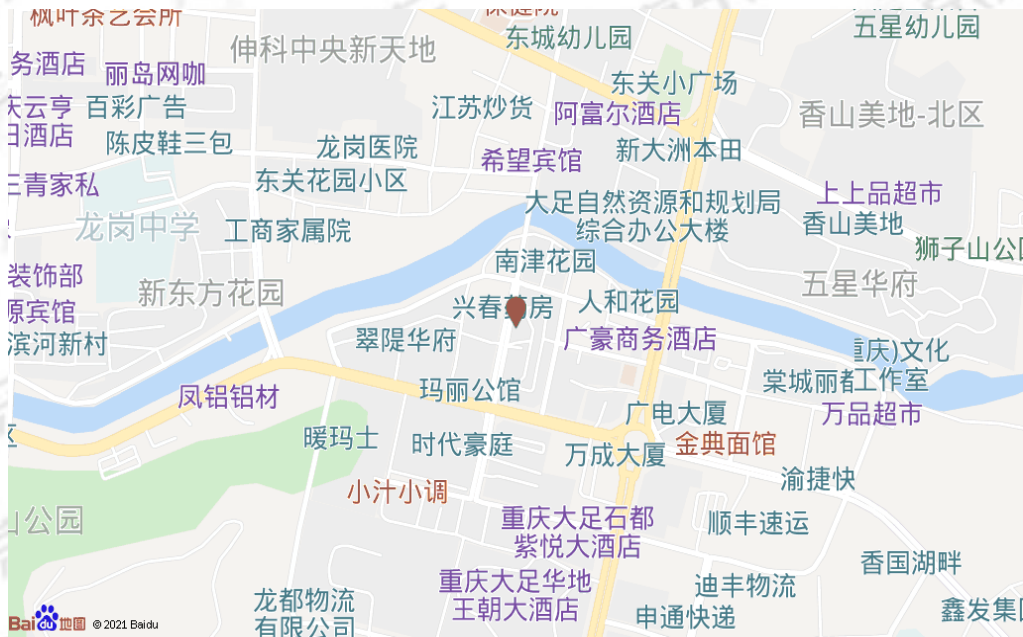 枫叶茶艺会所
保健院
五星幼儿园
东城幼儿园
伸科中央新天地
务酒店
丽岛网咖
东关小广场
庆云亨
百彩广告
江苏炒货
阿富尔酒店
香山美地-北区
日酒店
陈皮鞋三包
龙岗医院
希望宾馆
新大洲本田
三青家私
东关花园小区
大足自然资源和规划局
综合办公大楼
上上品超市
香山美地
龙岗中学
工商家属院
狮子山公园
南津花园
装饰部
新东方花园
五星华府
源宾馆
兴春药房
人和花园
滨河新村
翠隄华府
广豪商务酒店
重庆)文化
工作室
棠城丽都
凤铝铝材
玛丽公馆
广电大厦
万品超市
暖玛士
时代豪庭
万成大厦
金典面馆
渝捷快
小汁小调
山公园
重庆大足石都
紫悦大酒店
顺丰速运
香国湖畔
重庆大足华地
王朝大酒店
迪丰物流
龙都物流
有限公司
申通快递
鑫发集团
Bai du 地图 © 2021 Baidu